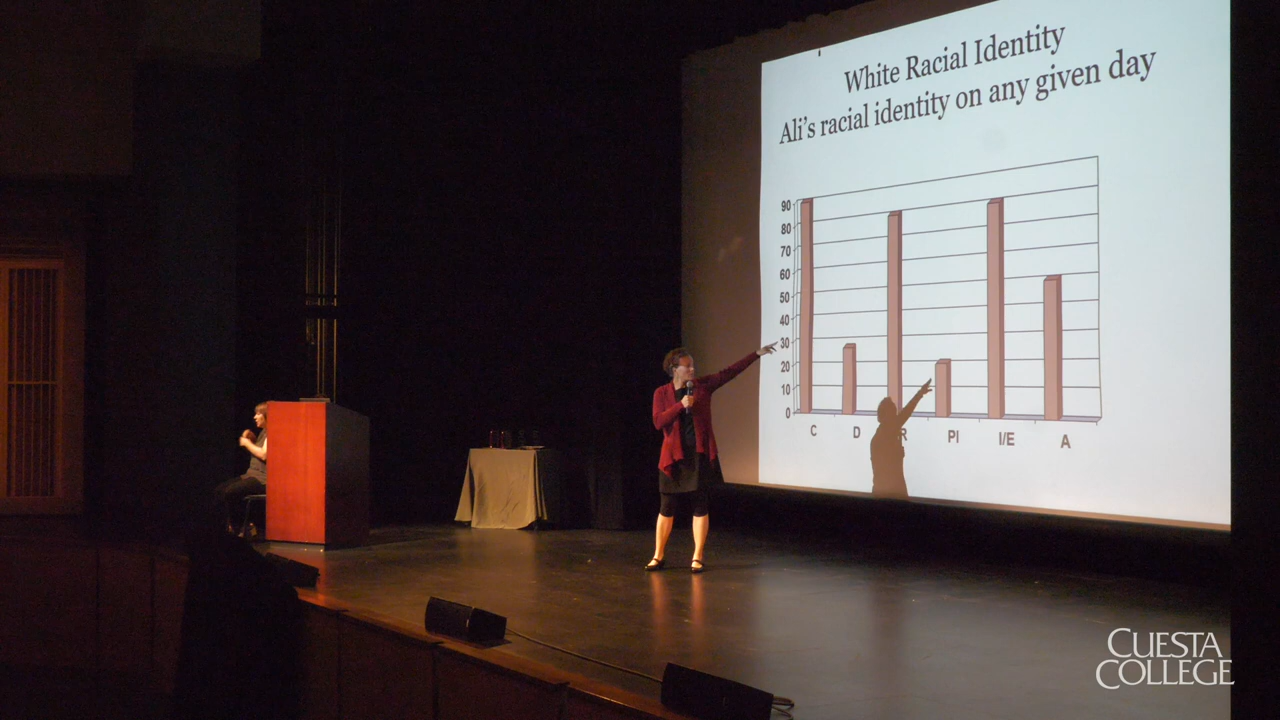 White Racial Identity
Ali's racial identity on any given day
90
80
70
60
50
40
30
20
10
0
C D R PI I/E A
CUESTA
COLLEGE